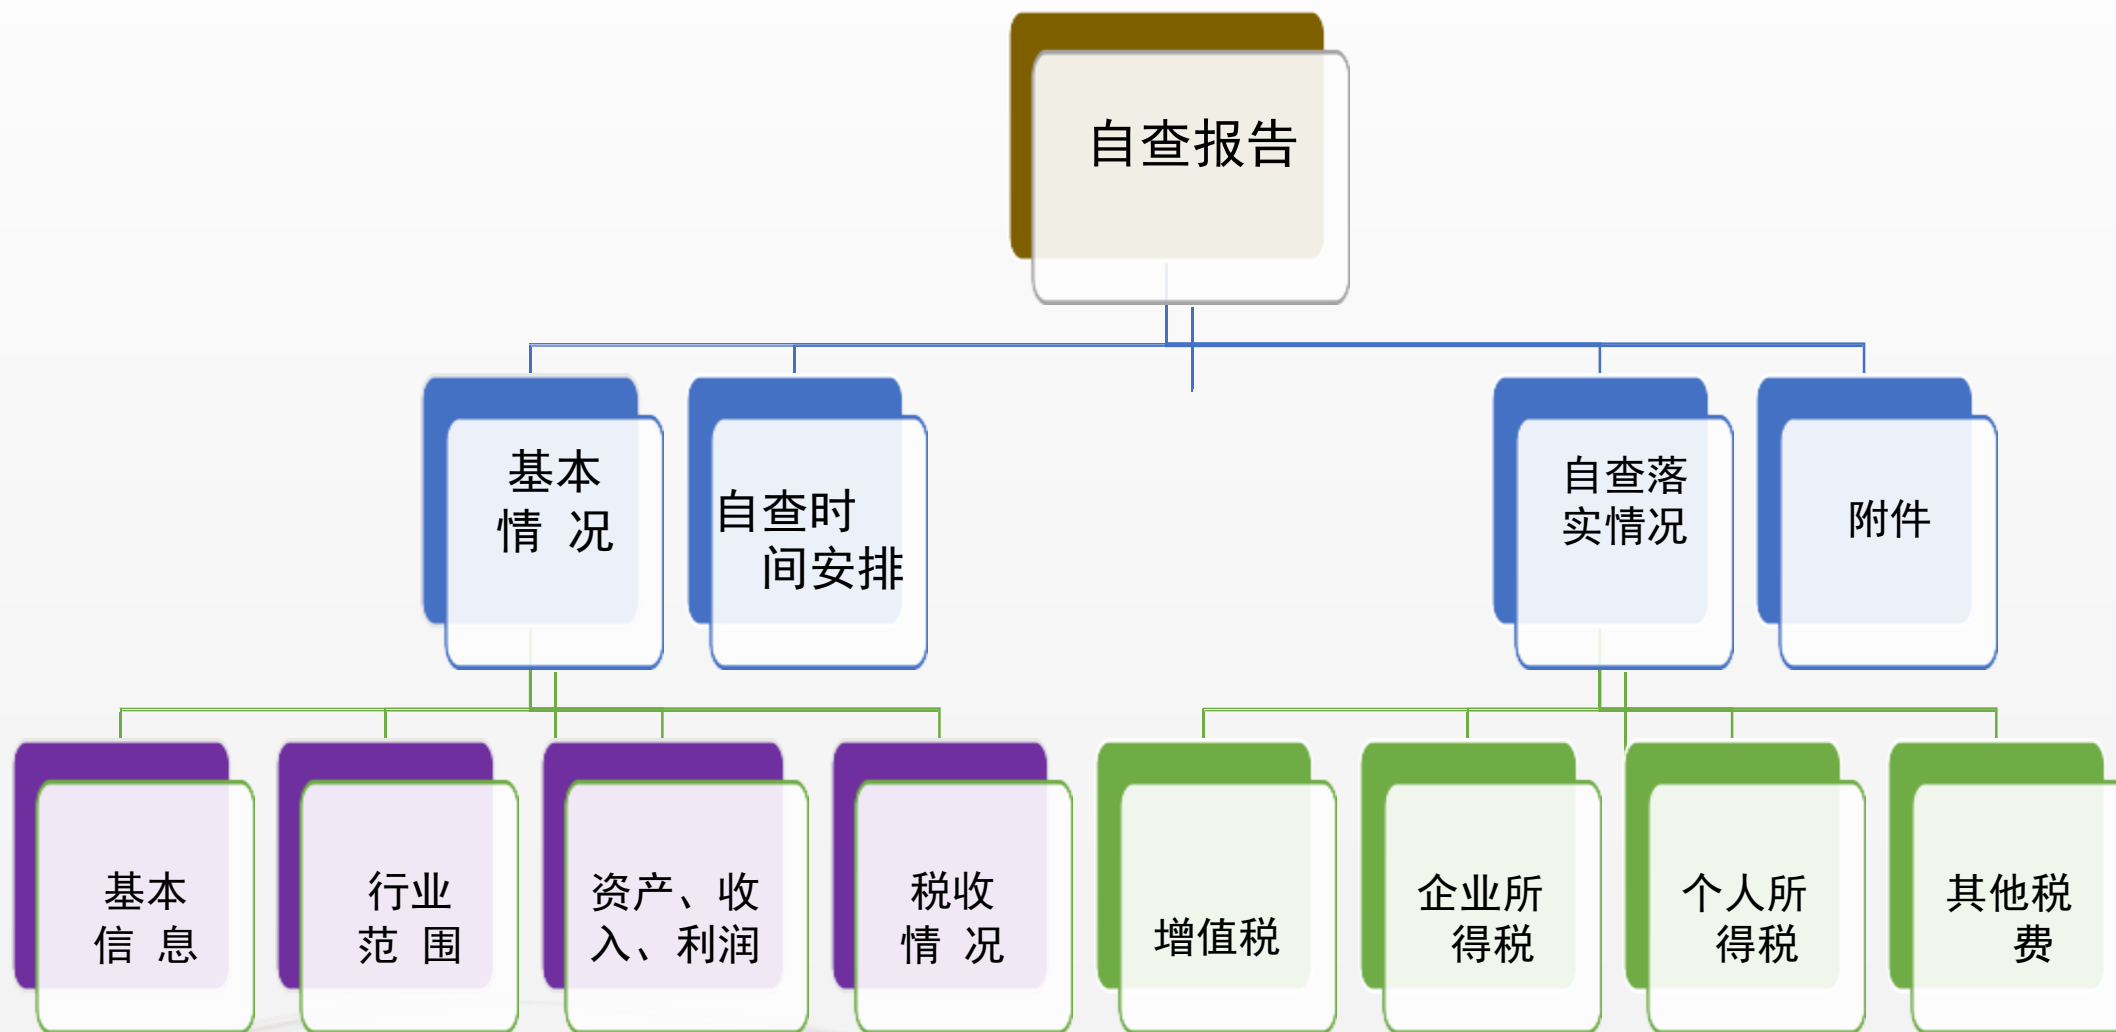 自查报告
基本
情 况
自查时
间安排
自查落
实情况
附件
基本
信 息
行业
范 围
资产、收
入、利润
税收
情 况
增值税
企业所
得税
个人所
得税
其他税
费